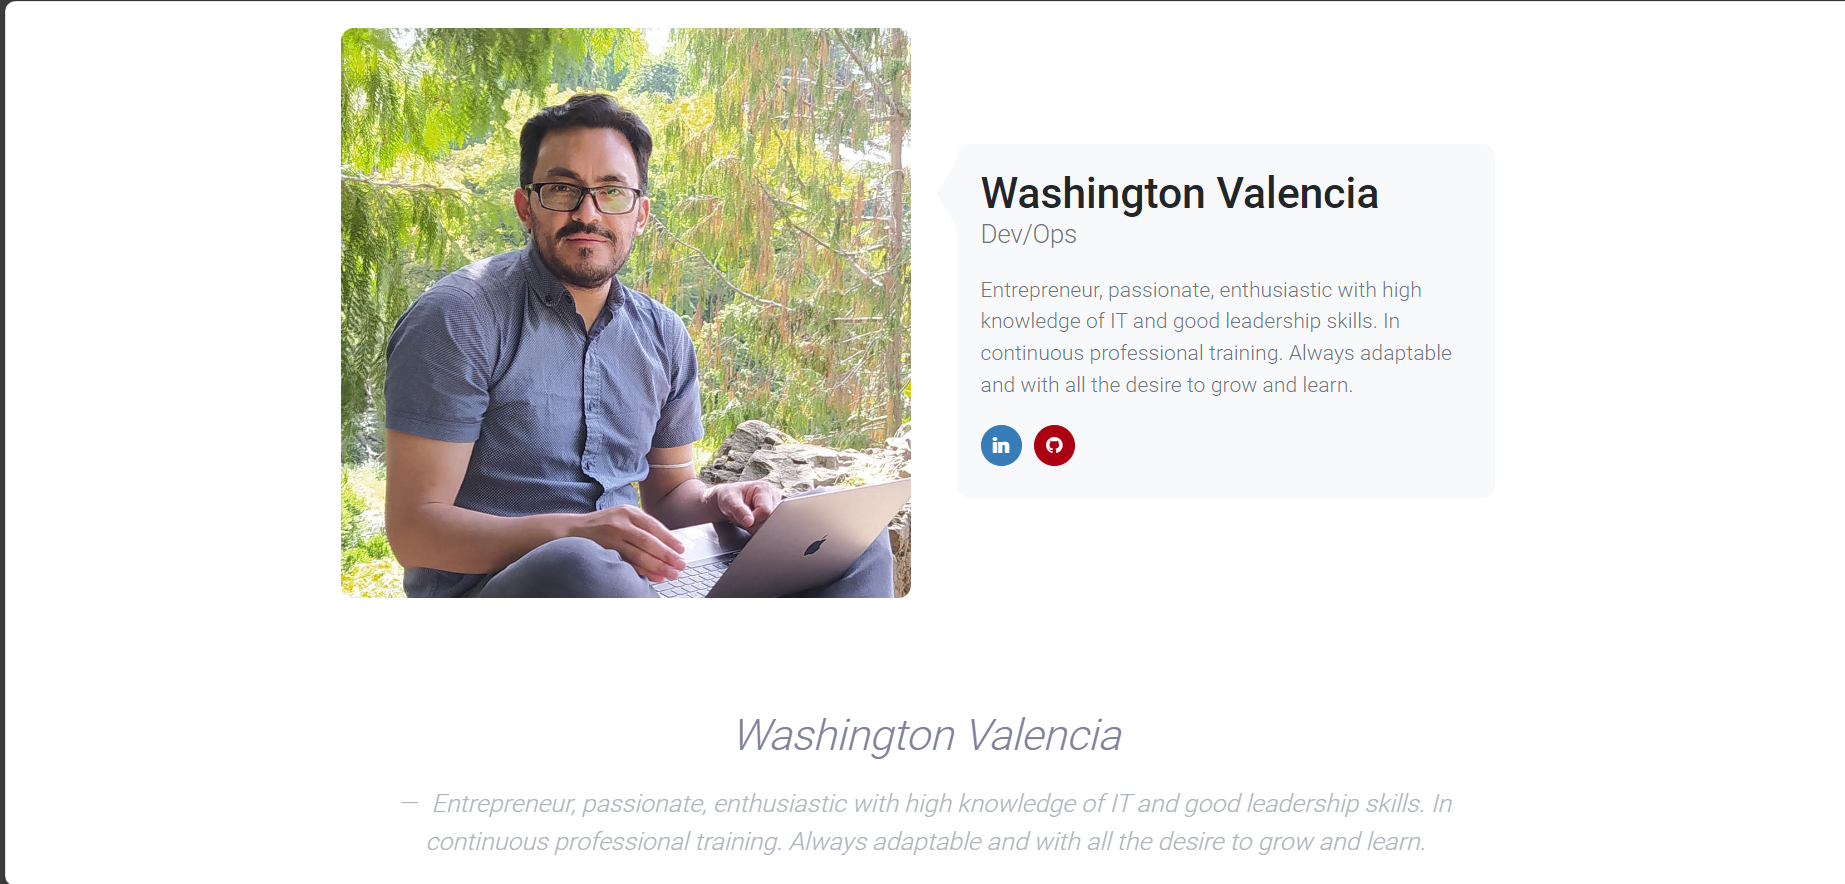 Washington Valencia
Dev/Ops
Entrepreneur, passionate, enthusiastic with high
knowledge of IT and good leadership skills. In
continuous professional training. Always adaptable
and with all the desire to grow and learn.
in
Washington Valencia
— Entrepreneur, passionate, enthusiastic with high knowledge of IT and good leadership skills. In
continuous professional training. Always adaptable and with all the desire to grow and learn.